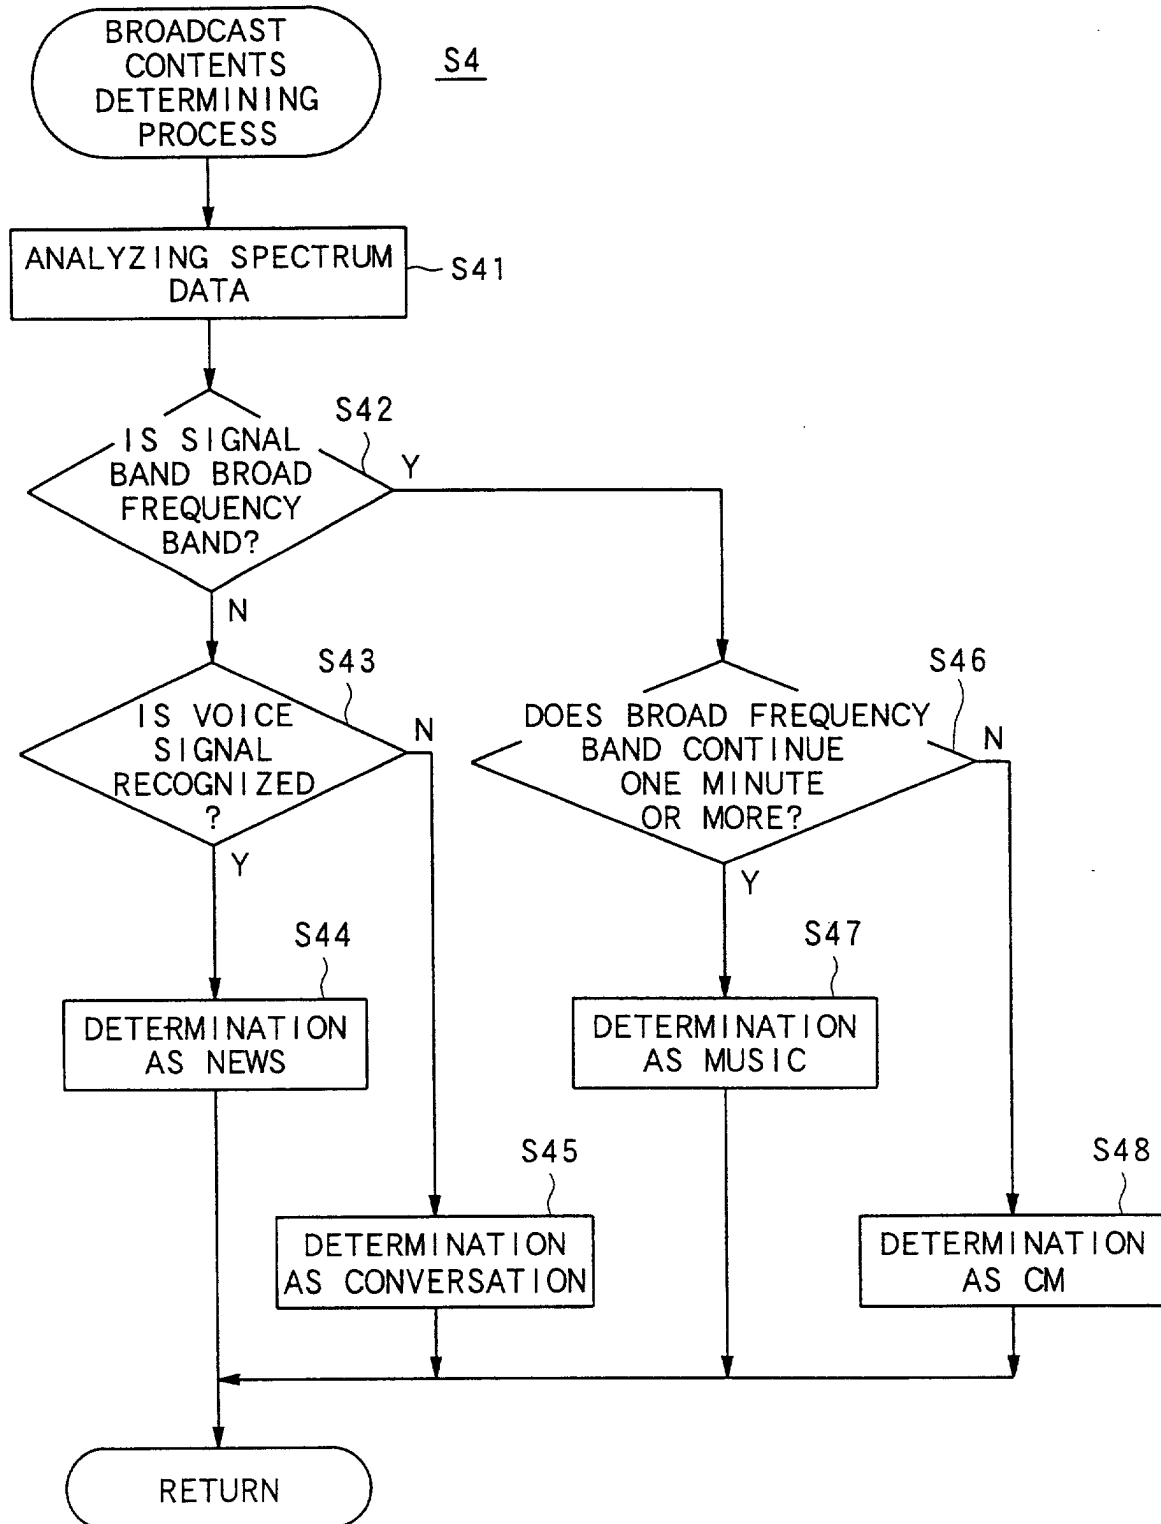 BROADCAST
CONTENTS
DETERMINING
PROCESS
S4
ANALYZING SPECTRUM
DATA
S41
S42
IS SIGNAL
BAND BROAD
FREQUENCY
BAND?
Y
N
S43
IS VOICE
SIGNAL
RECOGNIZED
?
N
Y
S46
DOES BROAD FREQUENCY
BAND CONTINUE
ONE MINUTE
OR MORE?
N
Y
S44
DETERMINATION
AS NEWS
S47
DETERMINATION
AS MUSIC
S45
DETERMINATION
AS CONVERSATION
S48
DETERMINATION
AS CM
RETURN